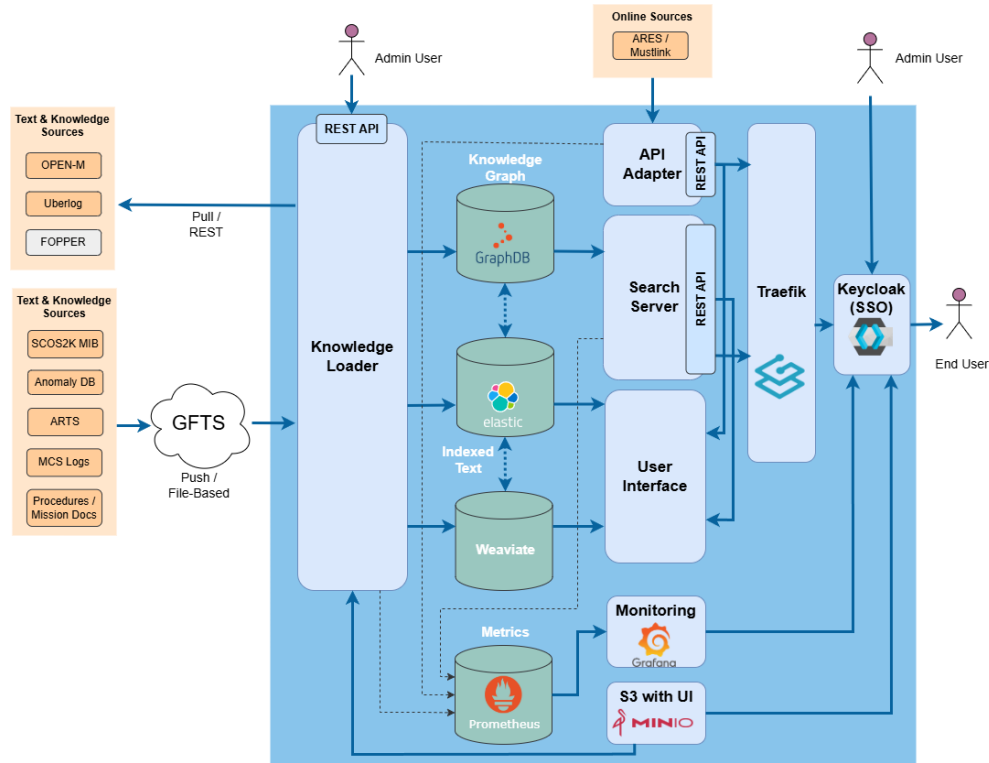 Online Sources
ARES /
Mustlink
Admin User
Admin User
Text & Knowledge
Sources
OPEN-M
Uberlog
FOPPER
Pull /
REST
REST API
Knowledge
Loader
Knowledge
Graph
GraphDB
API
Adapter
REST API
Search
Server
REST API
Traefik
Keycloak
(SSO)
End User
Text & Knowledge
Sources
SCOS2K MIB
Anomaly DB
ARTS
MCS Logs
Procedures /
Mission Docs
GFTS
Push /
File-Based
elastic
Indexed
Text
User
Interface
Weaviate
Metrics
Prometheus
Monitoring
Grafana
S3 with UI
MINIO